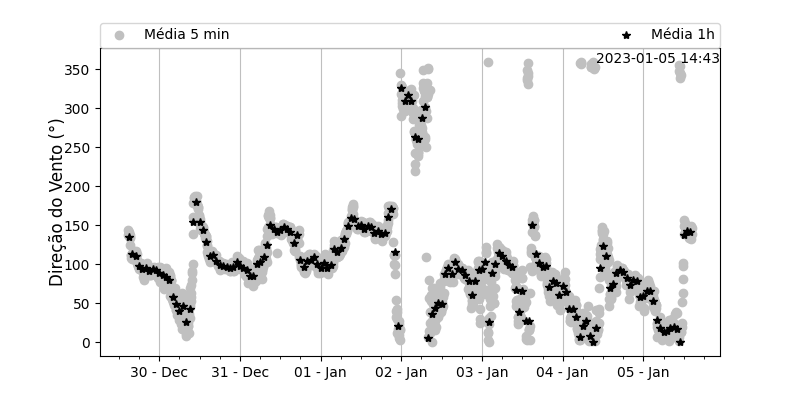 Média 5 min
Média 1h
2023-01-05 14:43
Direção do Vento (°)
350
300
250
200
150
100
50
0
30 - Dec
31 - Dec
01 - Jan
02 - Jan
03 - Jan
04 - Jan
05 - Jan